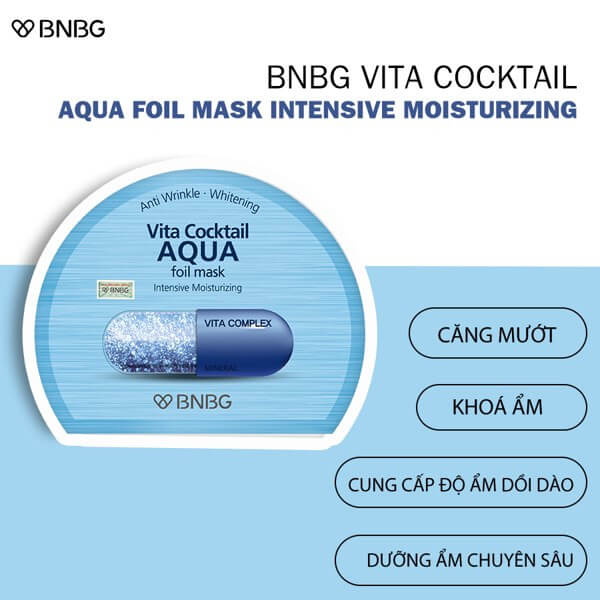 BNBG
BNBG VITA COCKTAIL
AQUA FOIL MASK INTENSIVE MOISTURIZING
Anti Wrinkle · Whitening
Vita Cocktail
AQUA
foil mask
BNBG
Intensive Moisturizing
VITA COMPLEX
MINERAL
BNBG
CĂNG MƯỚT
KHOÁ ẨM
CUNG CẤP ĐỘ ẨM DỒI DÀO
DƯỠNG ẨM CHUYÊN SÂU